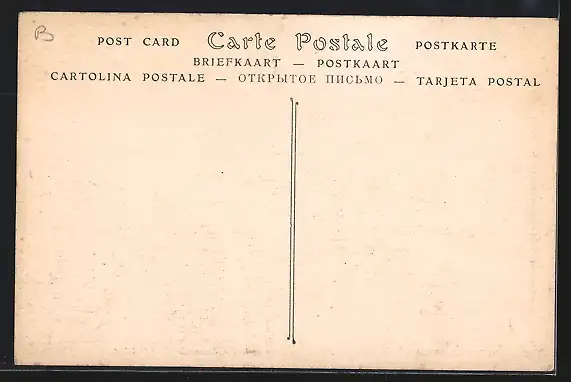 B
POST CARD Carte Postale POSTKARTE
BRIEFKAART — POSTKAART
CARTOLINA POSTALE — ОТКРЫТОЕ ПИСЬМО — TARJETA POSTAL